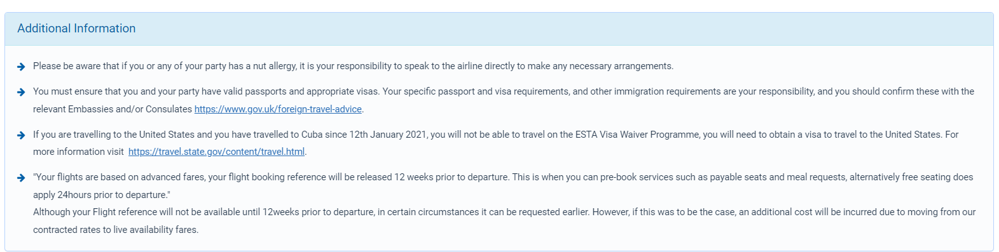 Additional Information
Please be aware that if you or any of your party has a nut allergy, it is your responsibility to speak to the airline directly to make any necessary arrangements.
You must ensure that you and your party have valid passports and appropriate visas. Your specific passport and visa requirements, and other immigration requirements are your responsibility, and you should confirm these with the
relevant Embassies and/or Consulates https://www.gov.uk/foreign-travel-advice.
If you are travelling to the United States and you have travelled to Cuba since 12th January 2021, you will not be able to travel on the ESTA Visa Waiver Programme, you will need to obtain a visa to travel to the United States. For
more information visit https://travel.state.gov/content/travel.html.
"Your flights are based on advanced fares, your flight booking reference will be released 12 weeks prior to departure. This is when you can pre-book services such as payable seats and meal requests, alternatively free seating does
apply 24hours prior to departure."
Although your Flight reference will not be available until 12weeks prior to departure, in certain circumstances it can be requested earlier. However, if this was to be the case, an additional cost will be incurred due to moving from our
contracted rates to live availability fares.